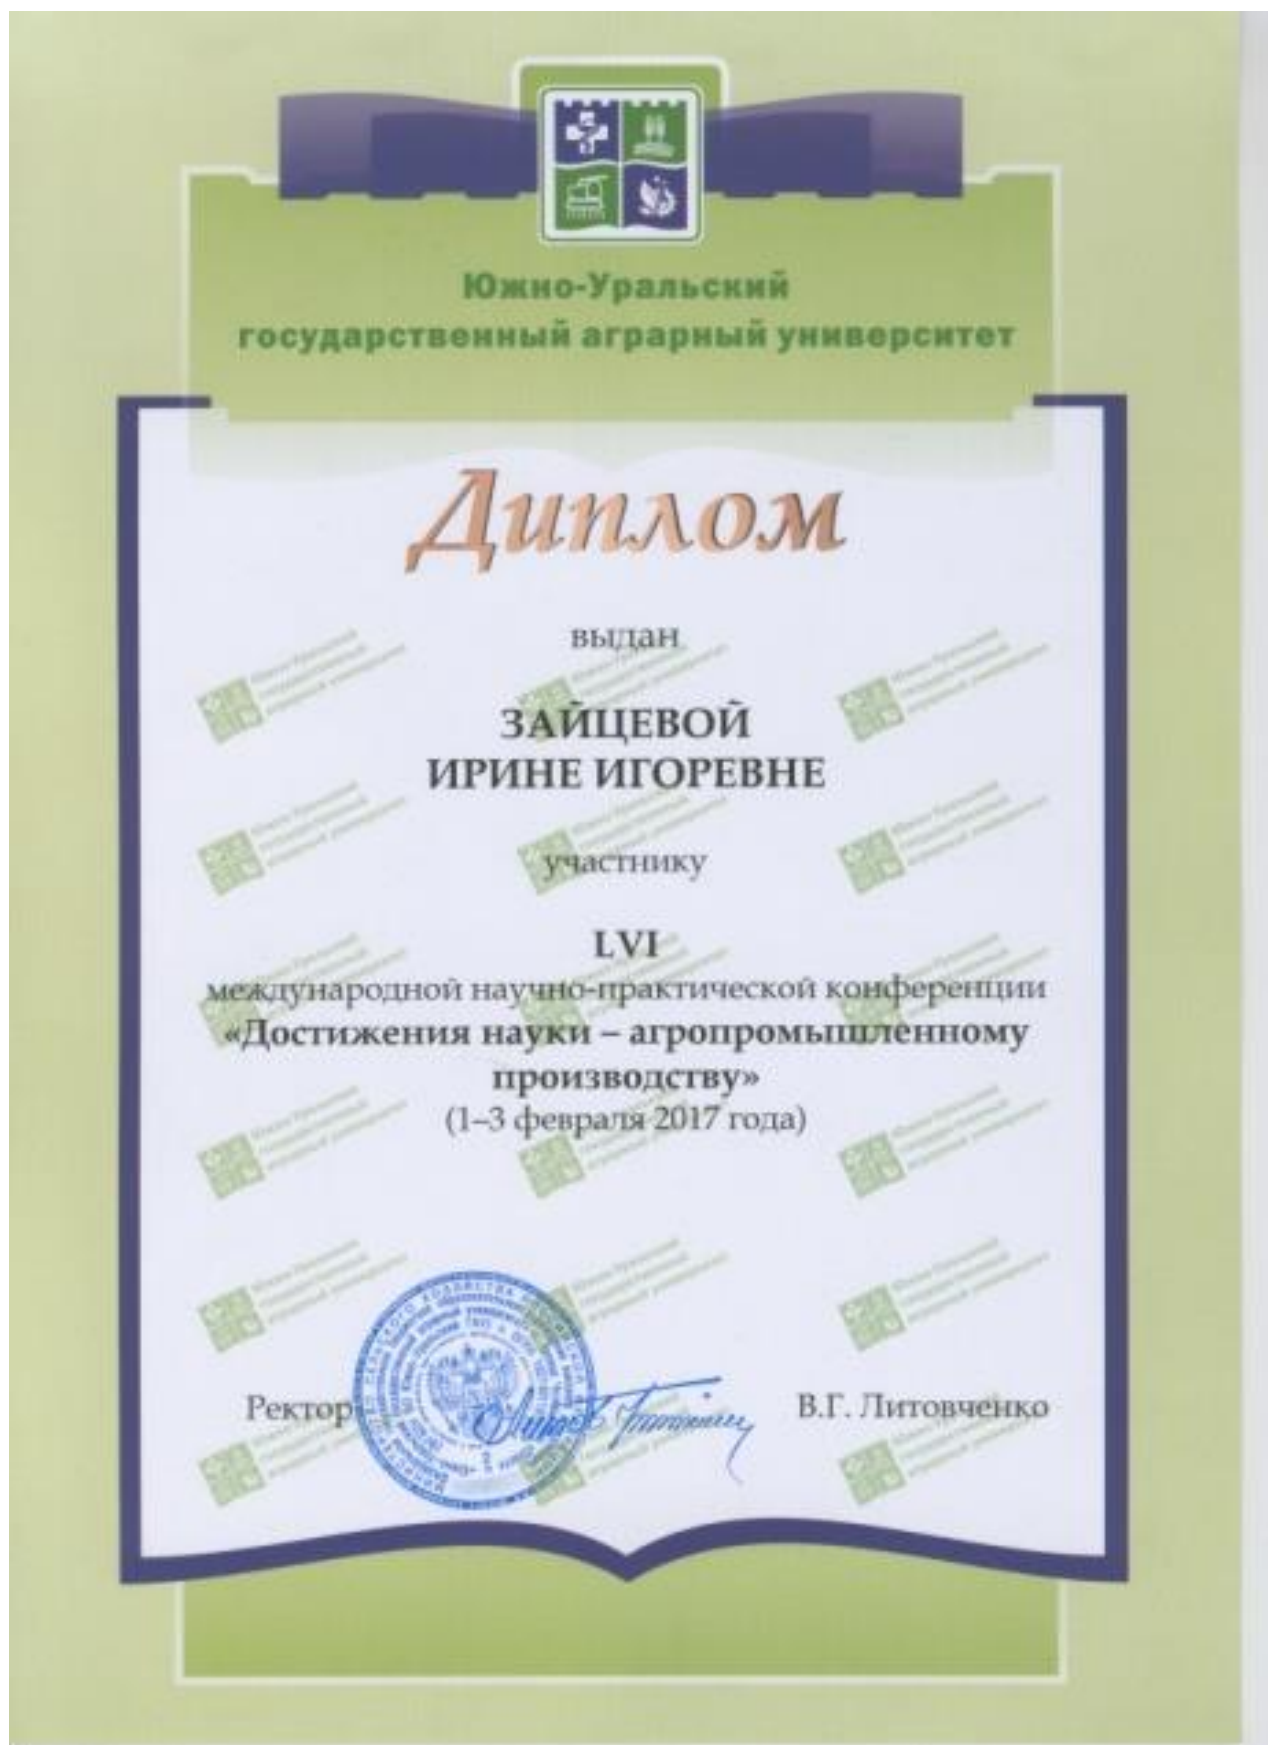 Южно-Уральский
государственный аграрный университет
Диплом
выдан
ЗАЙЦЕВОЙ
ИРИНЕ ИГОРЕВНЕ
участнику
LVI
международной научно-практической конференции
«Достижения науки – агропромышленному
производству»
(1–3 февраля 2017 года)
Ректор
В.Г. Литовченко